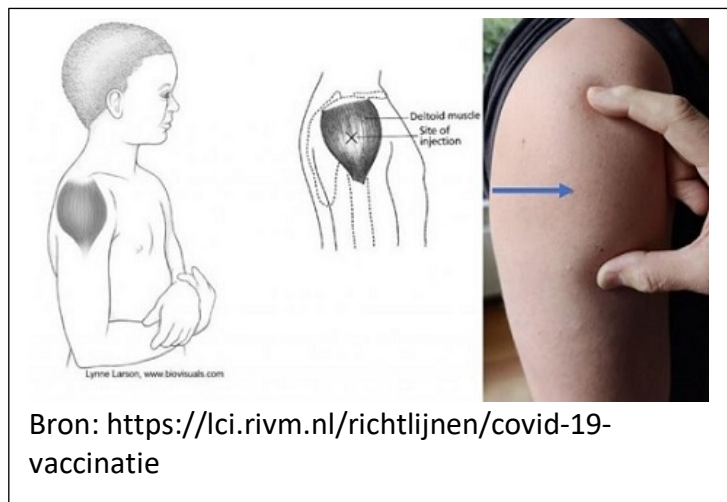 Deltoid muscle
Site of
injection
Lynne Larson, www.biovisuals.com
Bron: https://lci.rivm.nl/richtlijnen/covid-19-
vaccinatie